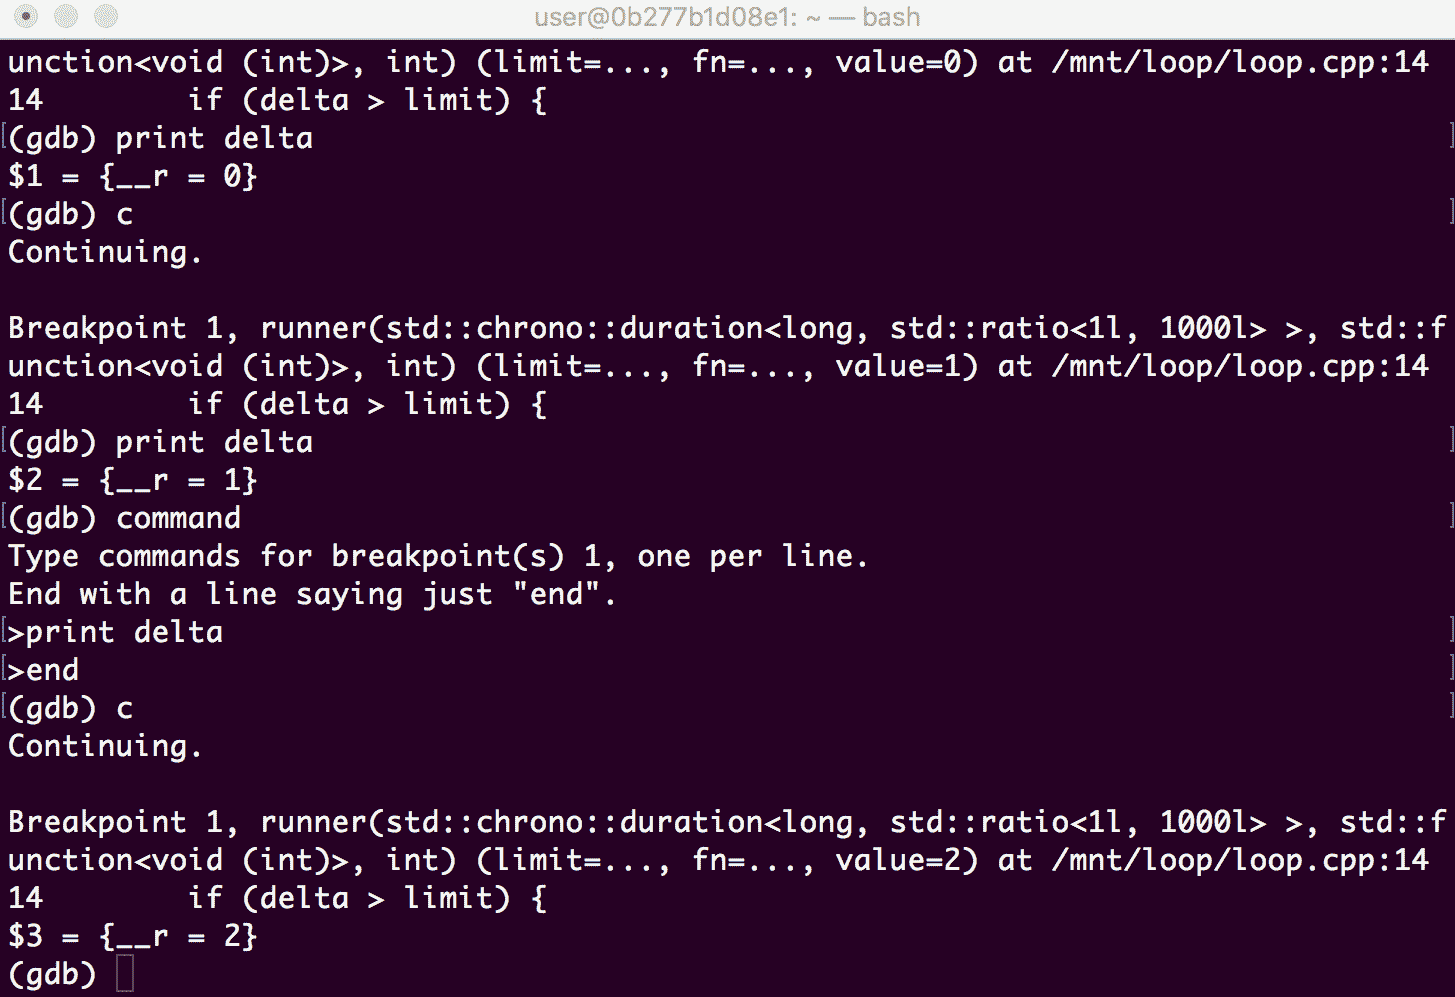 user@0b277b1d08e1: ~ — bash
unction<void (int)>, int) (limit=..., fn=..., value=0) at /mnt/loop/loop.cpp:14
14        if (delta > limit) {
(gdb) print delta
$1 = {__r = 0}
(gdb) c
Continuing.
Breakpoint 1, runner(std::chrono::duration<long, std::ratio<1l, 1000l> >, std::f
unction<void (int)>, int) (limit=..., fn=..., value=1) at /mnt/loop/loop.cpp:14
14        if (delta > limit) {
(gdb) print delta
$2 = {__r = 1}
(gdb) command
Type commands for breakpoint(s) 1, one per line.
End with a line saying just "end".
>print delta
>end
(gdb) c
Continuing.
Breakpoint 1, runner(std::chrono::duration<long, std::ratio<1l, 1000l> >, std::f
unction<void (int)>, int) (limit=..., fn=..., value=2) at /mnt/loop/loop.cpp:14
14        if (delta > limit) {
$3 = {__r = 2}
(gdb)